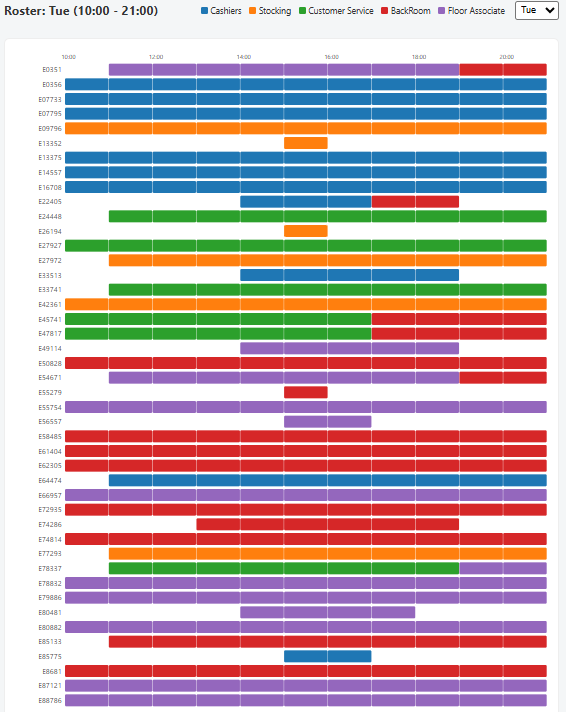 Roster: Tue (10:00 - 21:00)
Cashiers Stocking Customer Service BackRoom Floor Associate
Tue
10:00 12:00 14:00 16:00 18:00 20:00
E0351
E0356
E07733
E07795
E09796
E13352
E13375
E14557
E16708
E22405
E24448
E26194
E27927
E27972
E33513
E33741
E42361
E45741
E47817
E49114
E50828
E54671
E55279
E55754
E56557
E58485
E61404
E62305
E64474
E66957
E72935
E74286
E74814
E77293
E78337
E78832
E79886
E80481
E80882
E85133
E85775
E8681
E87121
E88786